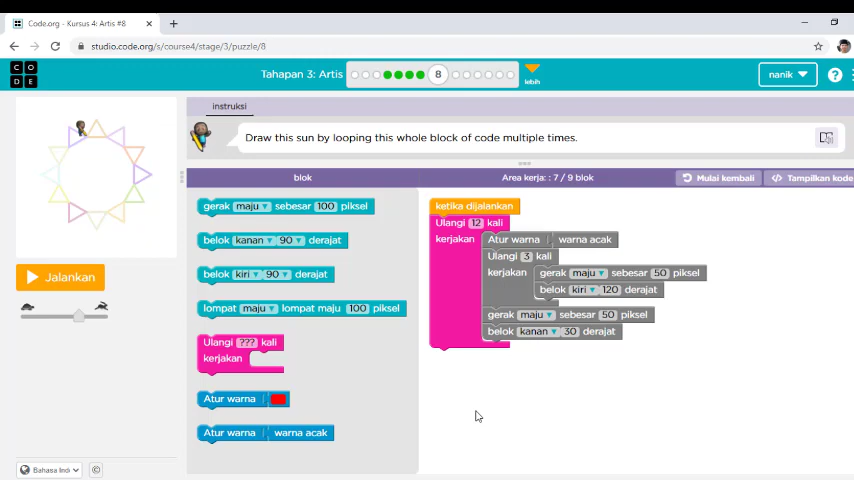 Code.org - Kursus 4: Artis #8
studio.code.org/s/course4/stage/3/puzzle/8
C O
D E
Tahapan 3: Artis
8
lebih
nanik
?
instruksi
Draw this sun by looping this whole block of code multiple times.
blok
Area kerja: : 7 / 9 blok
Mulai kembali
</> Tampilkan kode
gerak maju sebesar 100 piksel
belok kanan 90 derajat
belok kiri 90 derajat
lompat maju lompat maju 100 piksel
Ulangi ??? kali
kerjakan
Atur warna
Atur warna warna acak
ketika dijalankan
Ulangi 12 kali
kerjakan
Atur warna warna acak
Ulangi 3 kali
kerjakan
gerak maju sebesar 50 piksel
belok kiri 120 derajat
gerak maju sebesar 50 piksel
belok kanan 30 derajat
Jalankan
Bahasa Ind
©